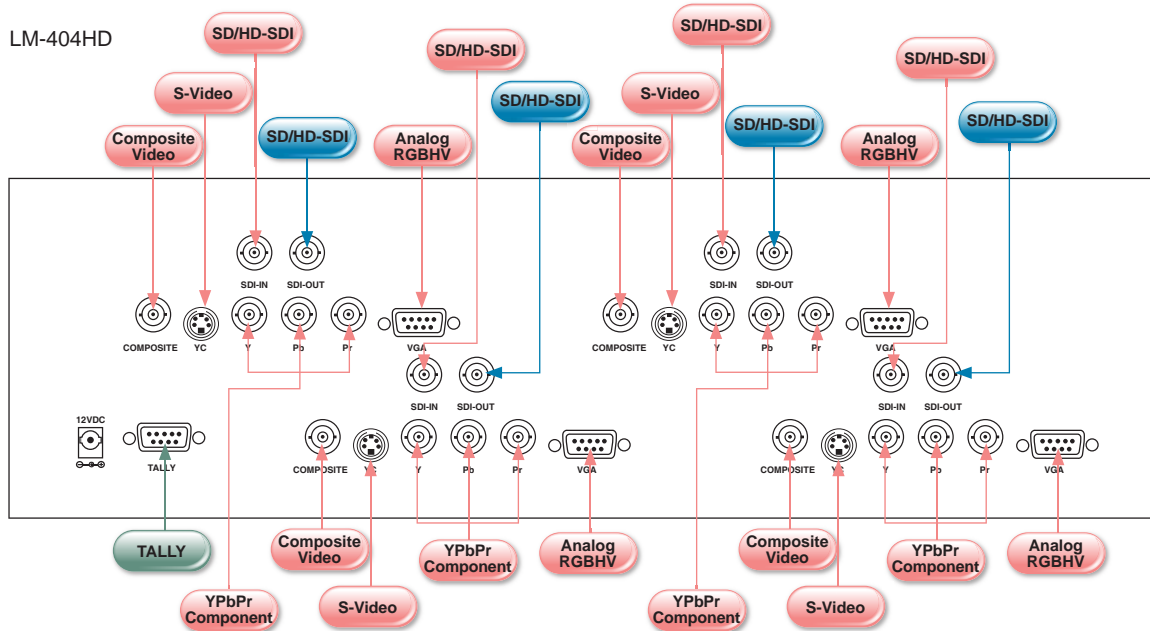 LM-404HD
SD/HD-SDI
SD/HD-SDI
SD/HD-SDI
SD/HD-SDI
S-Video
SD/HD-SDI
S-Video
SD/HD-SDI
Composite
Video
SD/HD-SDI
Analog
RGBHV
Composite
Video
SD/HD-SDI
Analog
RGBHV
SDI-IN
SDI-OUT
SDI-IN
SDI-OUT
COMPOSITE
YC
Y
Pb
Pr
VGA
COMPOSITE
YC
Y
Pb
Pr
VGA
SDI-IN
SDI-OUT
SDI-IN
SDI-OUT
12VDC
TALLY
COMPOSITE
YC
Y
Pb
Pr
VGA
COMPOSITE
YC
Y
Pb
Pr
VGA
TALLY
Composite
Video
YPbPr
Component
Analog
RGBHV
Composite
Video
YPbPr
Component
Analog
RGBHV
YPbPr
Component
S-Video
YPbPr
Component
S-Video